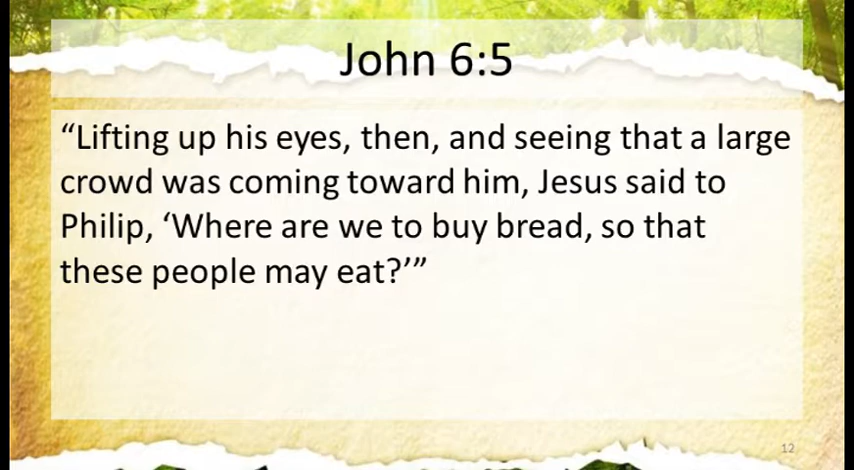 John 6:5
“Lifting up his eyes, then, and seeing that a large
crowd was coming toward him, Jesus said to
Philip, ‘Where are we to buy bread, so that
these people may eat?’”
12